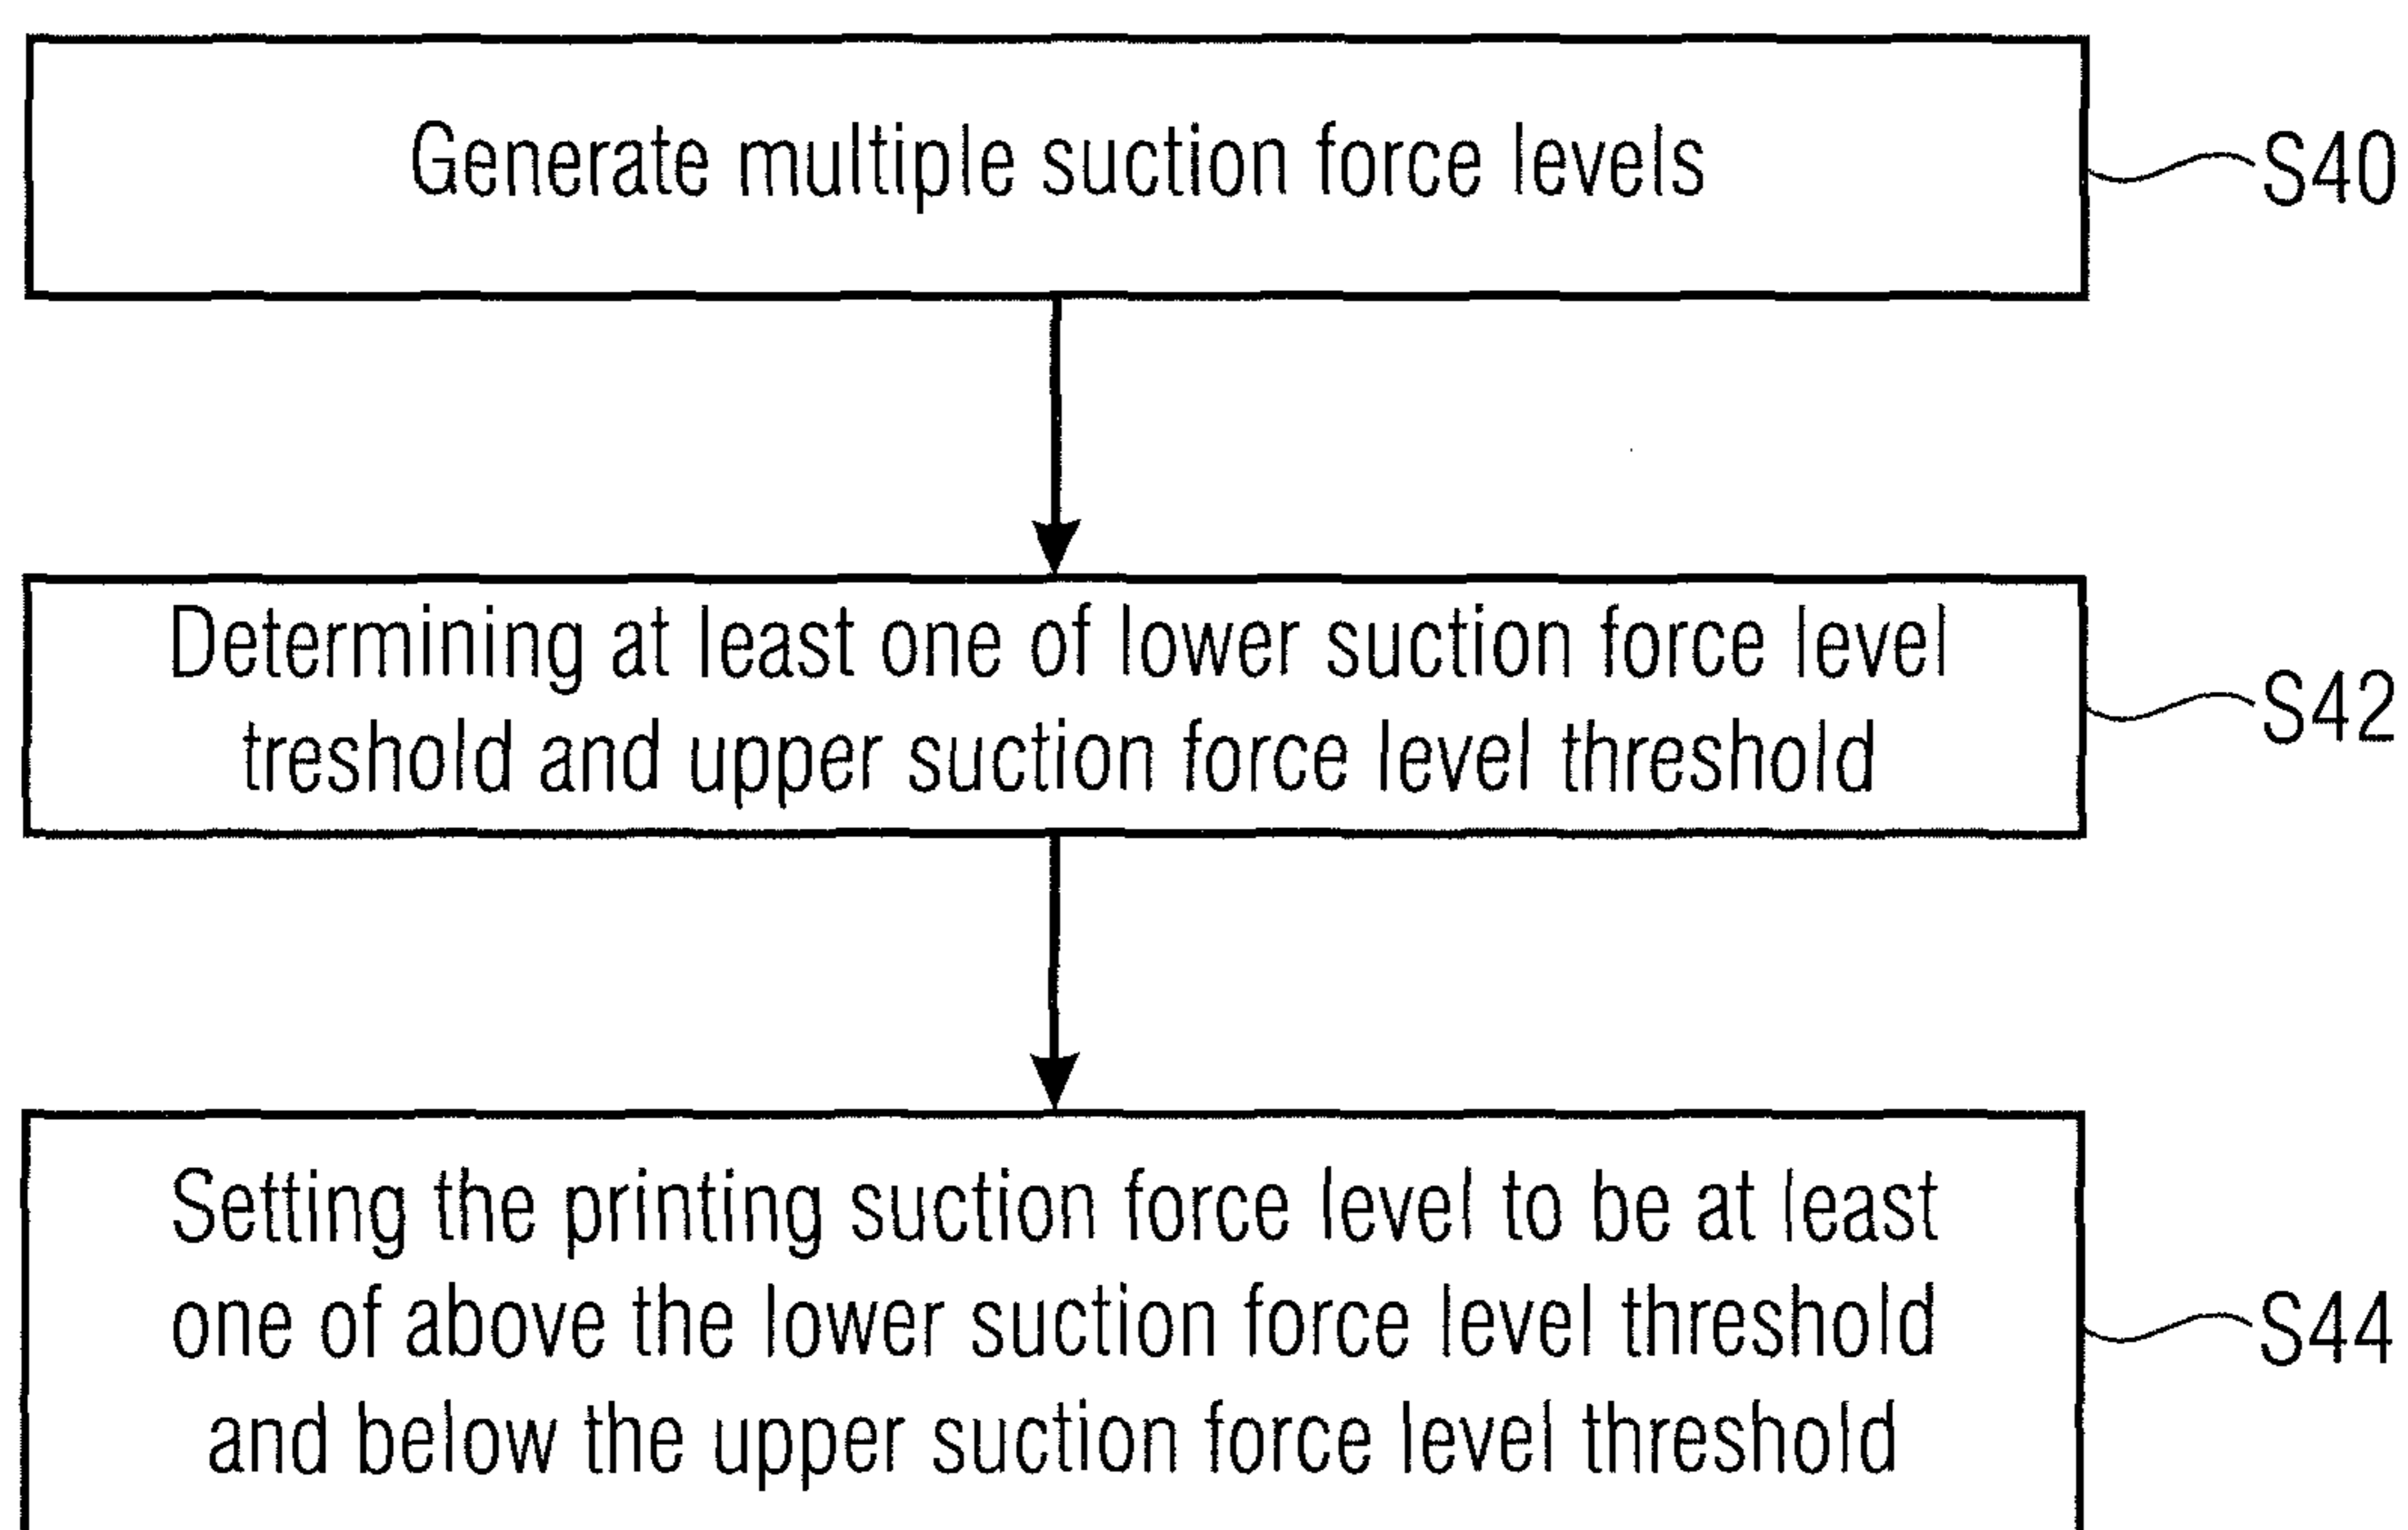 Generate multiple suction force levels
S40
Determining at least one of lower suction force level
treshold and upper suction force level threshold
S42
Setting the printing suction force level to be at least
one of above the lower suction force level threshold
and below the upper suction force level threshold
S44